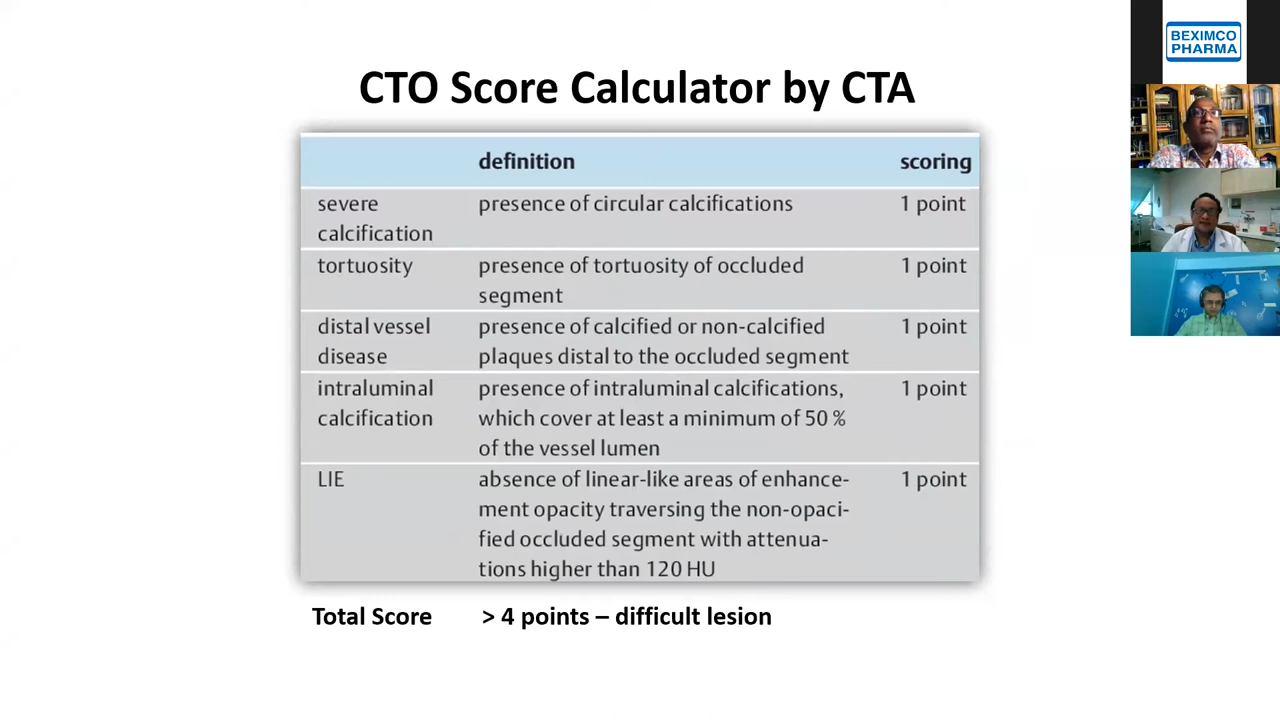 BEXIMCO
PHARMA
CTO Score Calculator by CTA
definition scoring
severe calcification presence of circular calcifications 1 point
tortuosity presence of tortuosity of occluded
segment 1 point
distal vessel
disease presence of calcified or non-calcified
plaques distal to the occluded segment 1 point
intraluminal
calcification presence of intraluminal calcifications,
which cover at least a minimum of 50 %
of the vessel lumen 1 point
LIE absence of linear-like areas of enhance-
ment opacity traversing the non-opaci-
fied occluded segment with attenua-
tions higher than 120 HU 1 point
Total Score > 4 points – difficult lesion